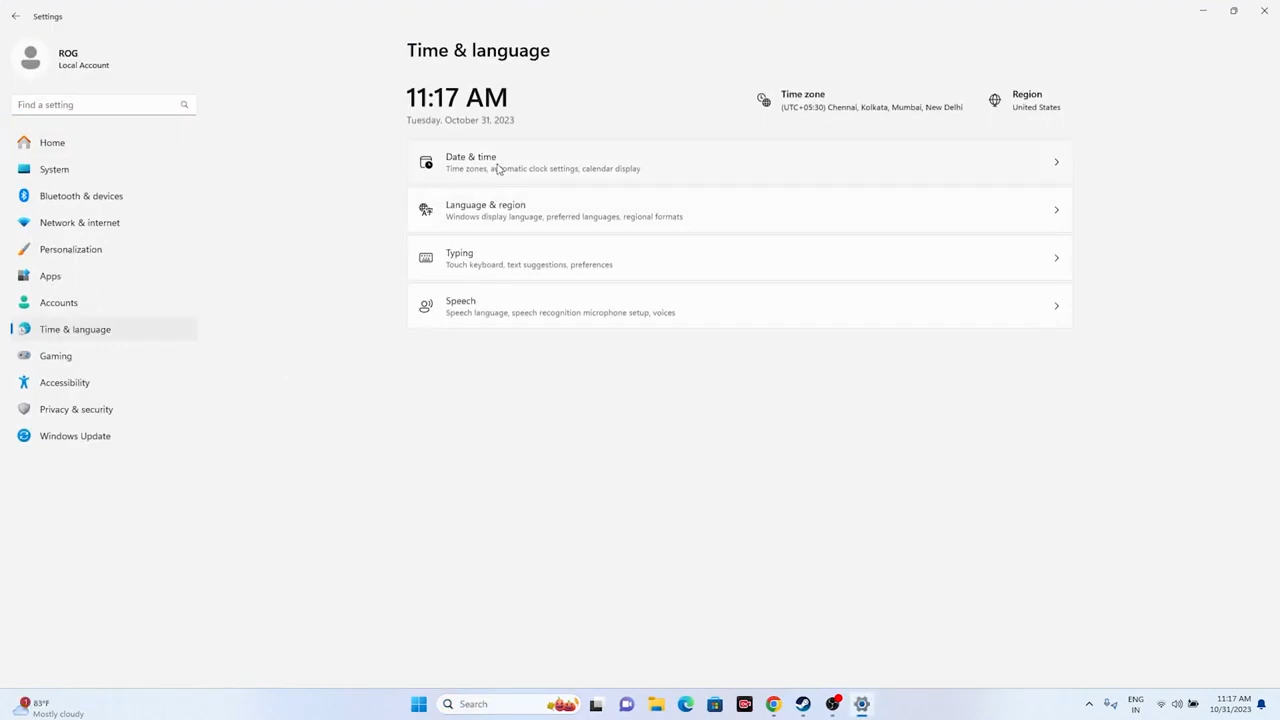 Settings
ROG
Local Account
Find a setting
Home
System
Bluetooth & devices
Network & internet
Personalization
Apps
Accounts
Time & language
Gaming
Accessibility
Privacy & security
Windows Update
Time & language
11:17 AM
Tuesday, October 31, 2023
Time zone
(UTC+05:30) Chennai, Kolkata, Mumbai, New Delhi
Region
United States
Date & time
Time zones, automatic clock settings, calendar display
Language & region
Windows display language, preferred languages, regional formats
Typing
Touch keyboard, text suggestions, preferences
Speech
Speech language, speech recognition microphone setup, voices
83°F
Mostly cloudy
Search
ENG
IN
11:17 AM
10/31/2023